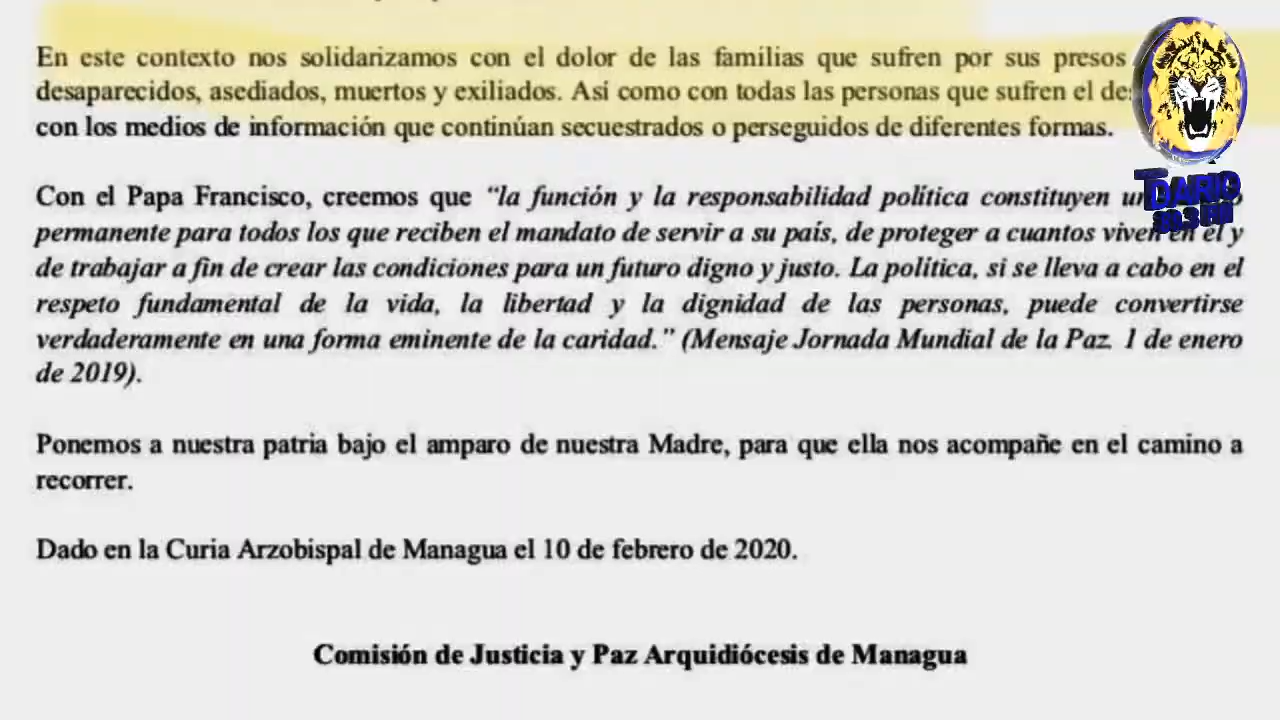 En este contexto nos solidarizamos con el dolor de las familias que sufren por sus presos
desaparecidos, asediados, muertos y exiliados. Asi como con todas las personas que sufren el
con los medios de información que continúan secuestrados o perseguidos de diferentes formas.
Con el Papa Francisco, creemos que “la función y la responsabilidad política constituyen
permanente para todos los que reciben el mandato de servir a su país, de proteger a cuantos viven en el y
de trabajar a fin de crear las condiciones para un futuro digno y justo. La política, si se lleva a cabo en el
respeto fundamental de la vida, la libertad y la dignidad de las personas, puede convertirse
verdaderamente en una forma eminente de la caridad.” (Mensaje Jornada Mundial de la Paz. 1 de enero
de 2019).
Ponemos a nuestra patria bajo el amparo de nuestra Madre, para que ella nos acompañe en el camino a
recorrer.
Dado en la Curia Arzobispal de Managua el 10 de febrero de 2020.
Comisión de Justicia y Paz Arquidiócesis de Managua
DARIO